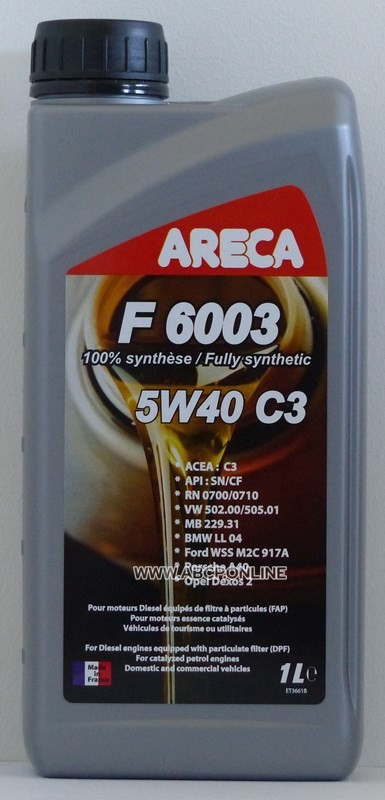 ARECA
F 6003
100% synthèse / Fully synthetic
5W40 C3
* ACEA : C3
* API : SN/CF
* RN 0700/0710
* VW 502.00/505.01
* MB 229.31
* BMW LL 04
* Ford WSS M2C 917A
* Porsche A40
WWW.ABCPONLINE
* Opel Dexos 2
Pour moteurs Diesel équipés de filtre à particules (FAP)
Pour moteurs essence catalysés
Véhicules de tourisme ou utilitaires
For Diesel engines equipped with particulate filter (DPF)
For catalyzed petrol engines
Domestic and commercial vehicles
Made
in
France
1L e
ET3661B